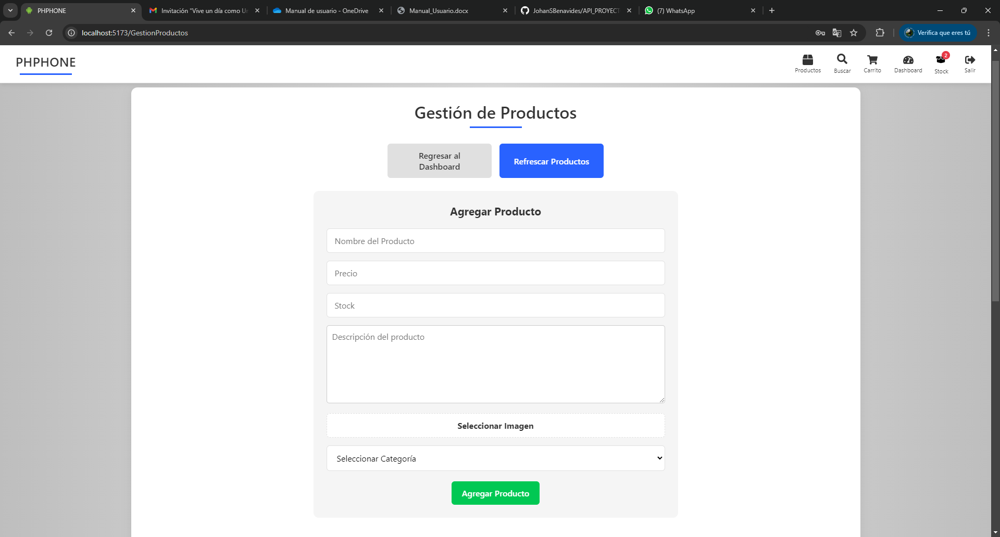 PHPHONE
Invitación "Vive un día como Un
Manual de usuario - OneDrive
Manual_Usuario.docx
JohanSBenavides/API_PROYECT
(7) WhatsApp
localhost:5173/GestionProductos
Verifica que eres tú
PHPHONE
Productos
Buscar
Carrito
Dashboard
2
Stock
Salir
Gestión de Productos
Regresar al
Dashboard
Refrescar Productos
Agregar Producto
Nombre del Producto
Precio
Stock
Descripción del producto
Seleccionar Imagen
Seleccionar Categoría
Agregar Producto